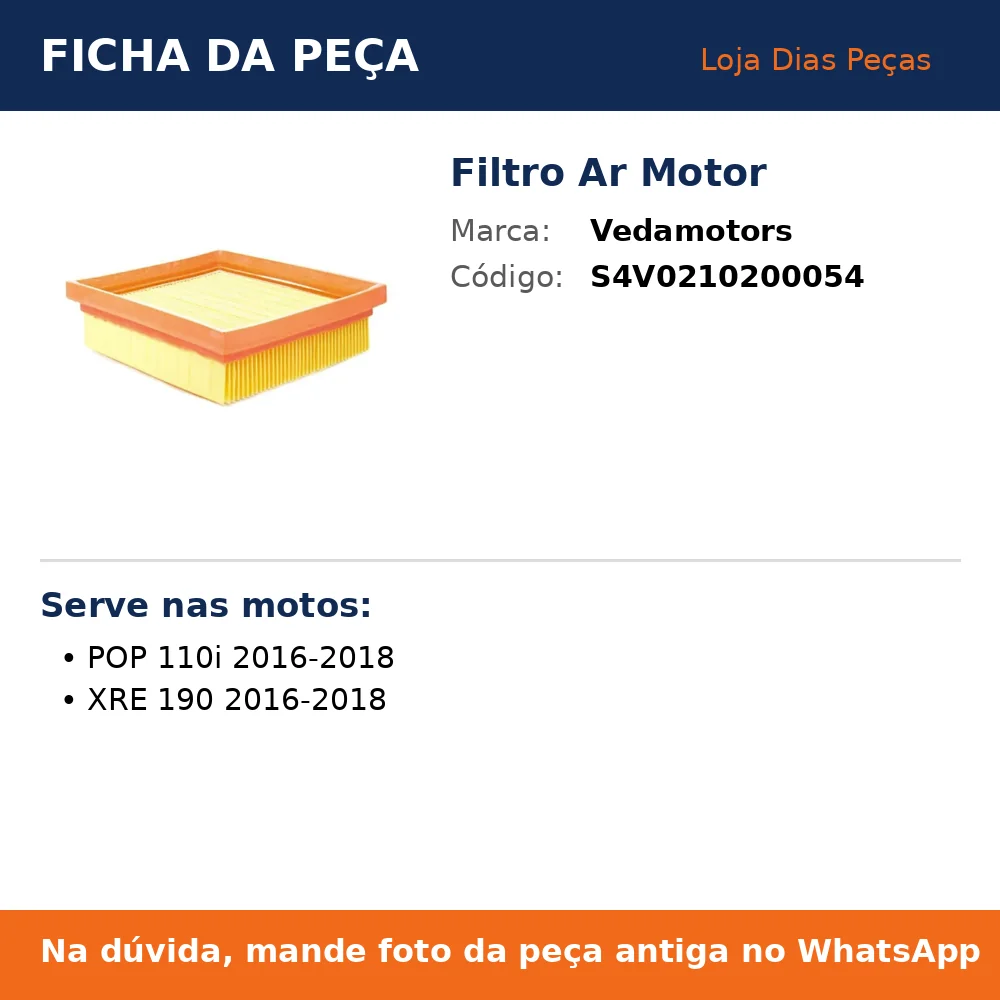 FICHA DA PEÇA
Loja Dias Peças
Filtro Ar Motor
Marca: Vedamotors
Código: S4V0210200054
Serve nas motos:
• POP 110i 2016-2018
• XRE 190 2016-2018
Na dúvida, mande foto da peça antiga no WhatsApp